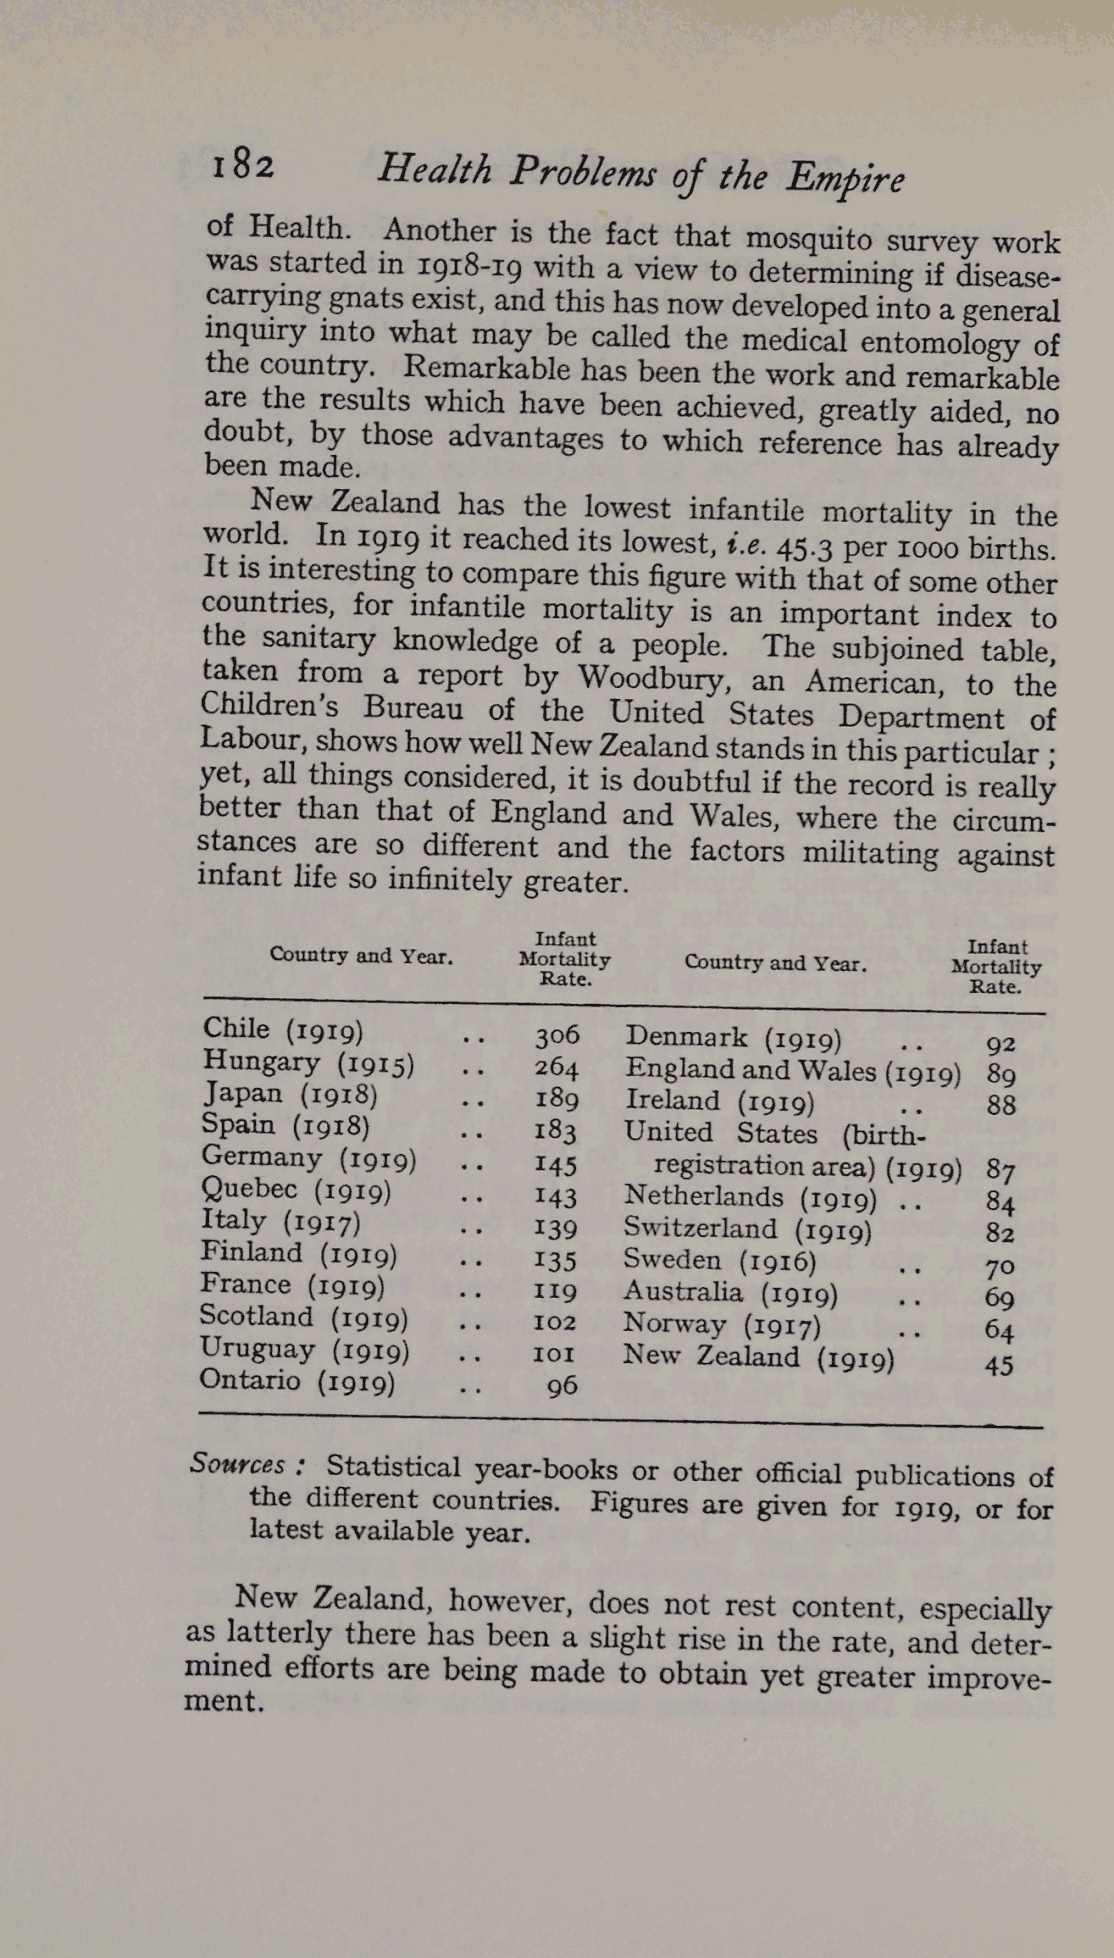 182 Health Problems of the Empire
of Health. Another is the fact that mosquito survey work
was started in 1918-19 with a view to determining if disease-
carrying gnats exist, and this has now developed into a general
inquiry into what may be called the medical entomology of
the country. Remarkable has been the work and remarkable
are the results which have been achieved, greatly aided, no
doubt, by those advantages to which reference has already
been made.
New Zealand has the lowest infantile mortality in the
world. In 1919 it reached its lowest, i.e. 45.3 per 1000 births.
It is interesting to compare this figure with that of some other
countries, for infantile mortality is an important index to
the sanitary knowledge of a people. The subjoined table,
taken from a report by Woodbury, an American, to the
Children's Bureau of the United States Department of
Labour, shows how well New Zealand stands in this particular ;
yet, all things considered, it is doubtful if the record is really
better than that of England and Wales, where the circum-
stances are so different and the factors militating against
infant life so infinitely greater.
Country and Year. Infant Mortality Rate.
Chile (1919) .. 306
Hungary (1915) .. 264
Japan (1918) .. 189
Spain (1918) .. 183
Germany (1919) .. 145
Quebec (1919) .. 143
Italy (1917) .. 139
Finland (1919) .. 135
France (1919) .. 119
Scotland (1919) .. 102
Uruguay (1919) .. 101
Ontario (1919) .. 96
Country and Year. Infant Mortality Rate.
Denmark (1919) .. 92
England and Wales (1919) 89
Ireland (1919) .. 88
United States (birth-
registration area) (1919) 87
Netherlands (1919) .. 84
Switzerland (1919) 82
Sweden (1916) .. 70
Australia (1919) .. 69
Norway (1917) .. 64
New Zealand (1919) 45
Sources : Statistical year-books or other official publications of
the different countries. Figures are given for 1919, or for
latest available year.
New Zealand, however, does not rest content, especially
as latterly there has been a slight rise in the rate, and deter-
mined efforts are being made to obtain yet greater improve-
ment.